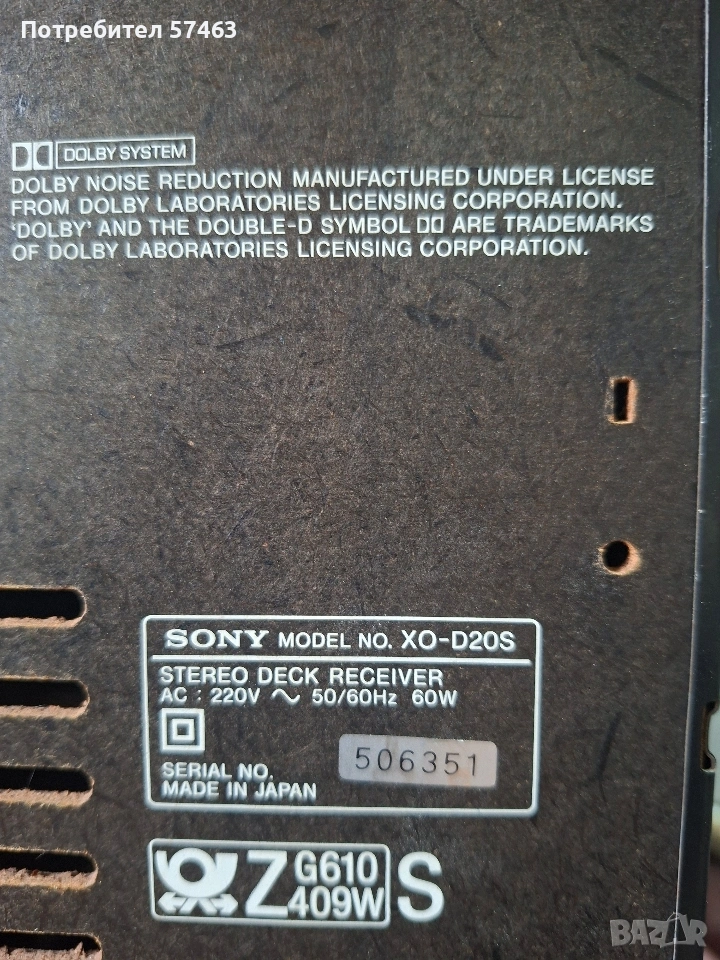 Потребител 57463
DOLBY SYSTEM
DOLBY NOISE REDUCTION MANUFACTURED UNDER LICENSE
FROM DOLBY LABORATORIES LICENSING CORPORATION.
'DOLBY' AND THE DOUBLE-D SYMBOL ARE TRADEMARKS
OF DOLBY LABORATORIES LICENSING CORPORATION.
SONY MODEL NO. XO-D20S
STEREO DECK RECEIVER
AC : 220V ~ 50/60Hz 60W
SERIAL NO. 506351
MADE IN JAPAN
Z G610 S
409W
BAZAR